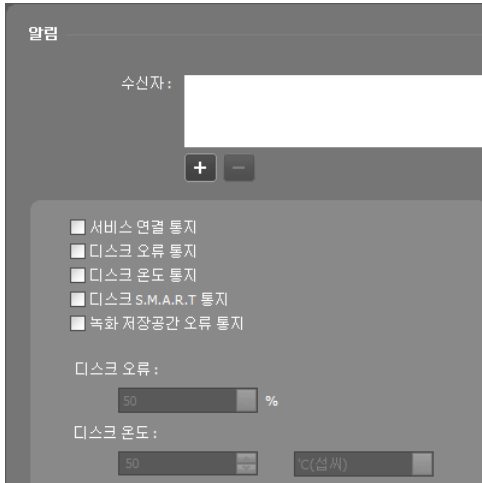 알림
수신자 :
+ −
서비스 연결 통지
디스크 오류 통지
디스크 온도 통지
디스크 S.M.A.R.T 통지
녹화 저장공간 오류 통지
디스크 오류 :
50 %
디스크 온도 :
50 ℃(섭씨)